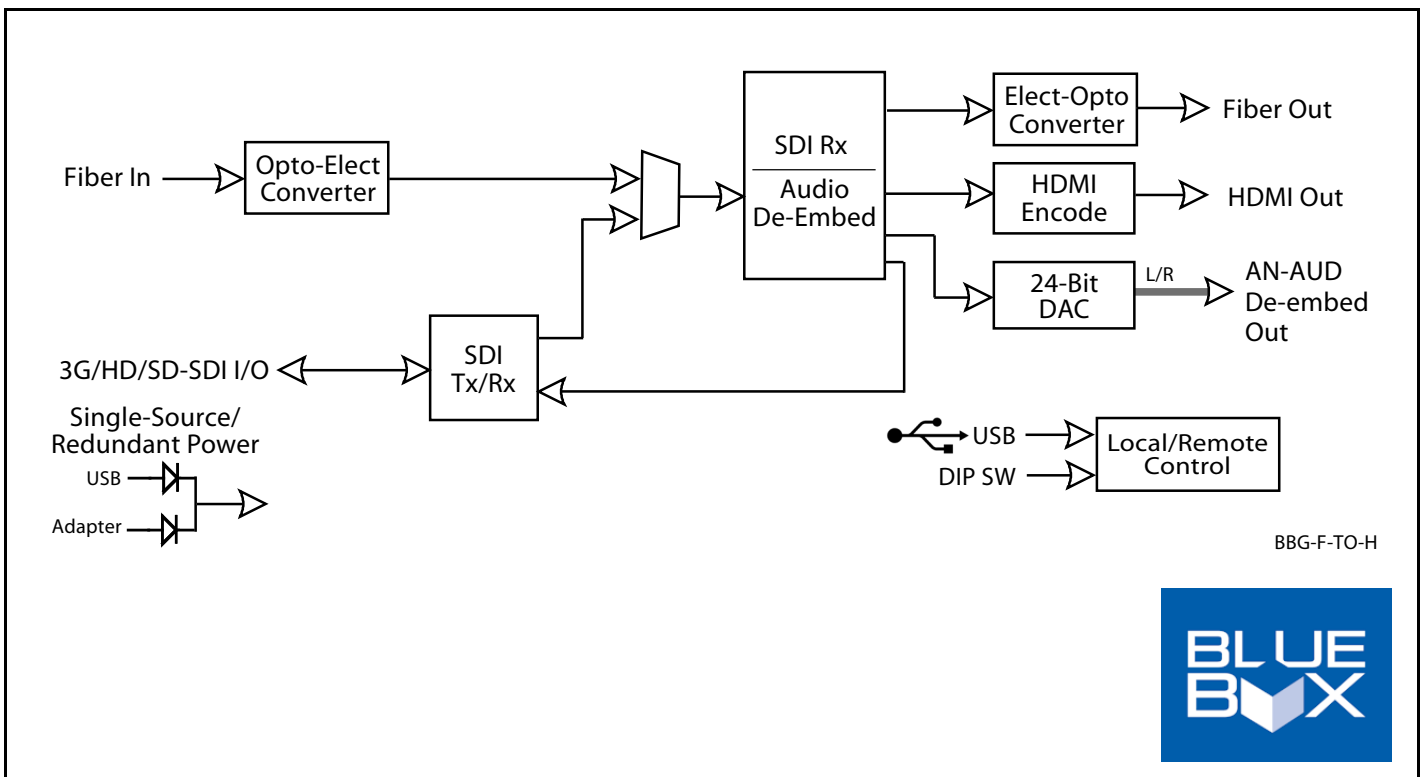 Fiber In
Opto-Elect
Converter
SDI Rx
Audio
De-Embed
Elect-Opto
Converter
Fiber Out
HDMI
Encode
HDMI Out
24-Bit
DAC
L/R
AN-AUD
De-embed
Out
3G/HD/SD-SDI I/O
SDI
Tx/Rx
Single-Source/
Redundant Power
USB
Adapter
USB
DIP SW
Local/Remote
Control
BBG-F-TO-H
BLUE
BOX